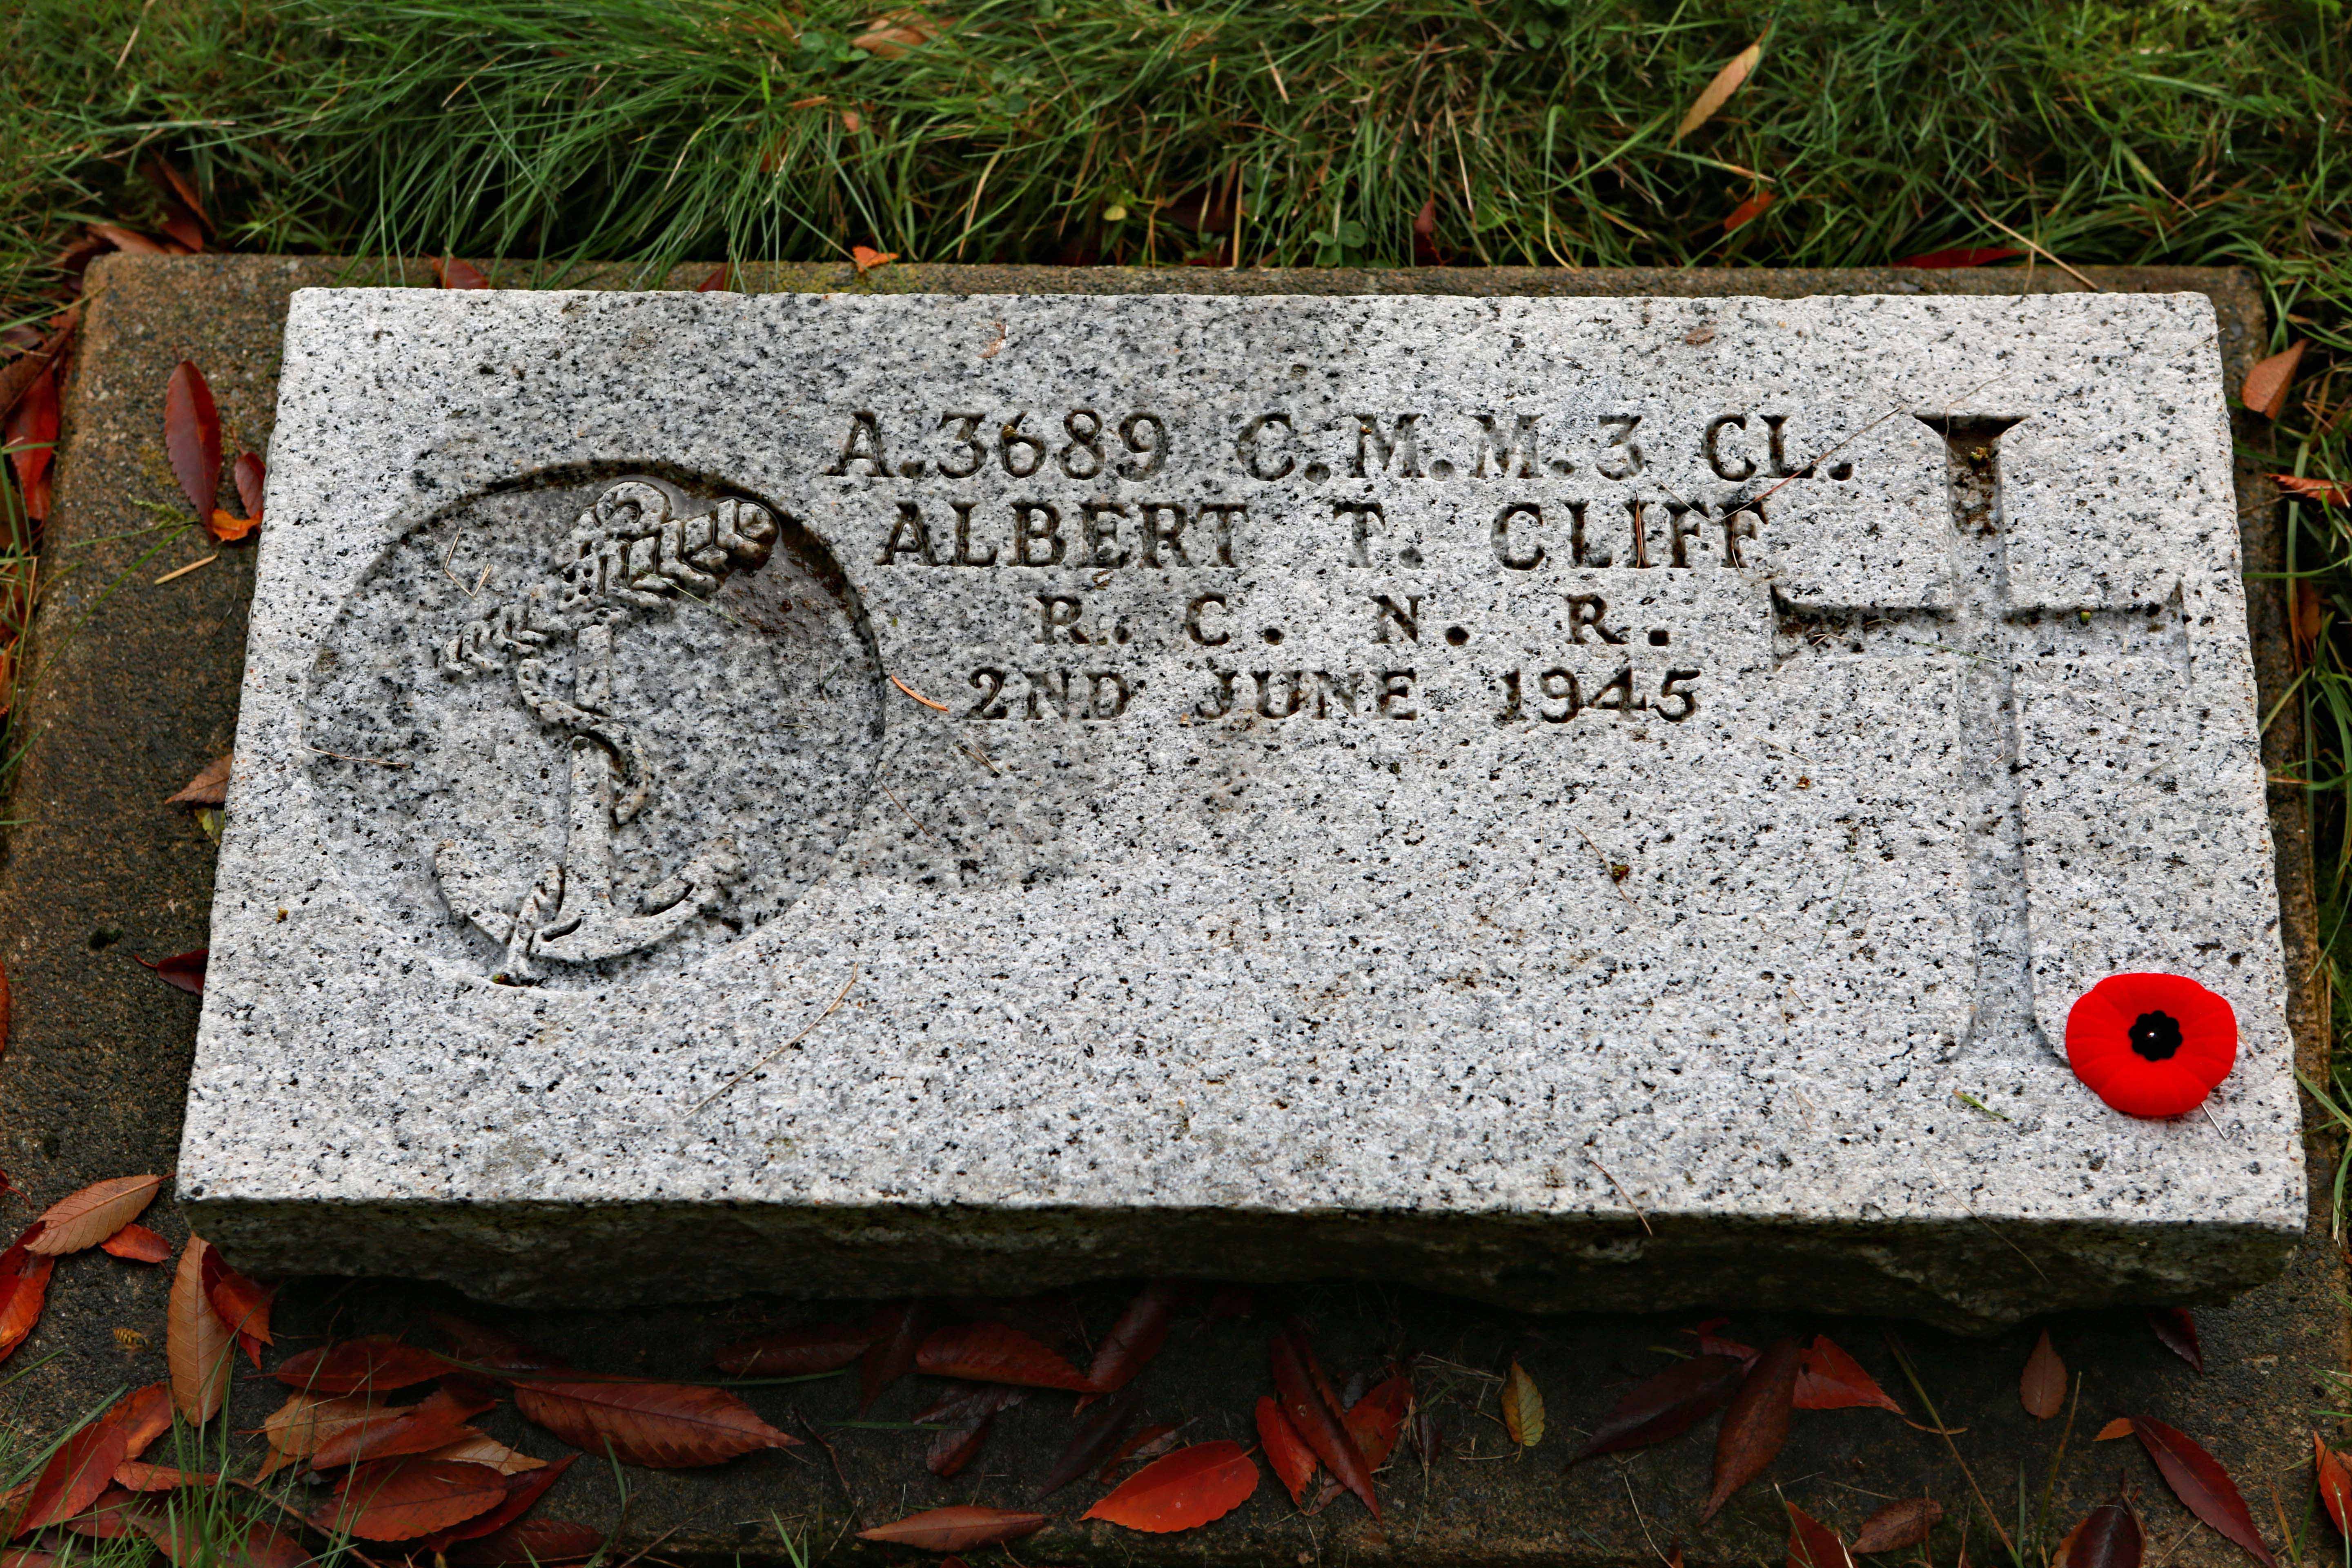 A.3689 C.M.M.3 CL.
ALBERT T. CLIFF
R. C. N. R.
2ND JUNE 1945